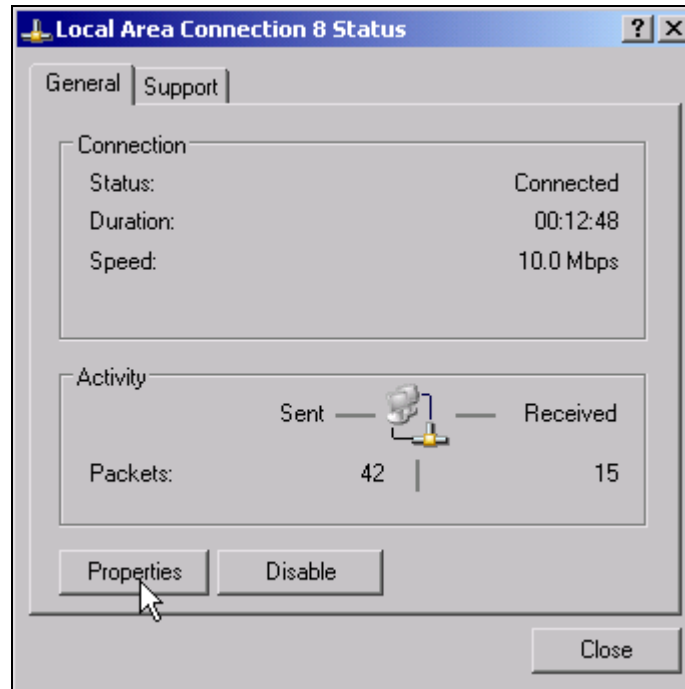 Local Area Connection 8 Status
General Support
Connection
Status: Connected
Duration: 00:12:48
Speed: 10.0 Mbps
Activity
Sent Received
Packets: 42 15
Properties Disable
Close